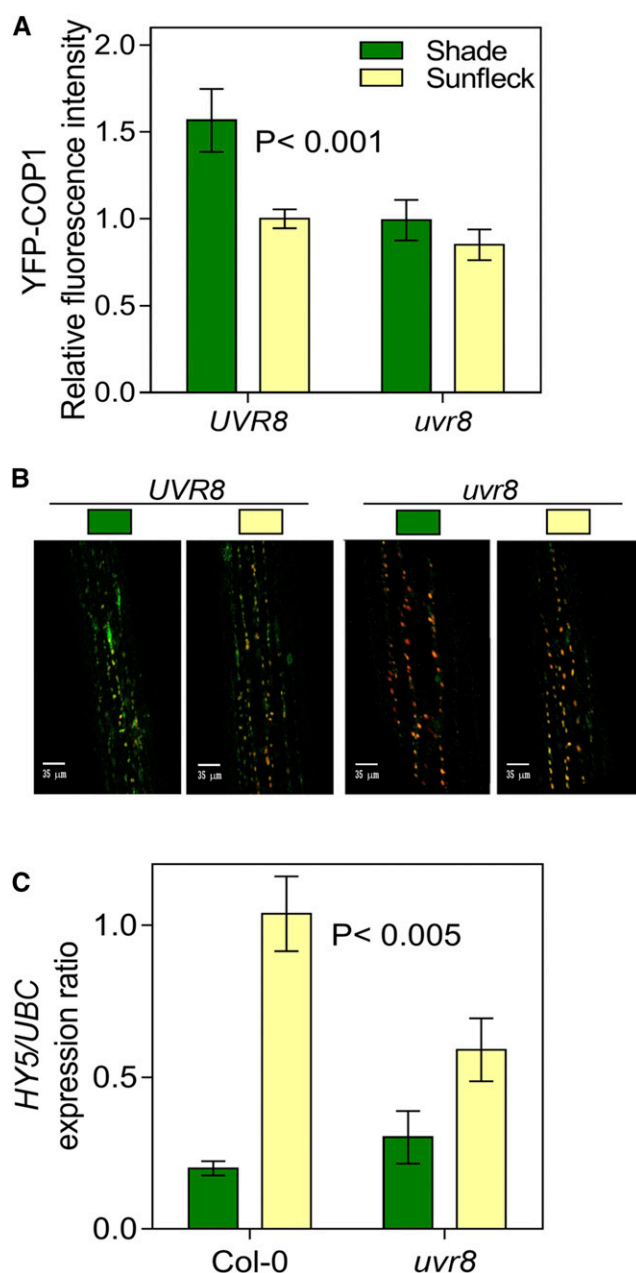 A
YFP-COP1
Relative fluorescence intensity
2.0
1.5
1.0
0.5
0.0
Shade
Sunfleck
P< 0.001
UVR8
uvr8
B
UVR8
uvr8
35 µm
35 µm
35 µm
35 µm
C
HY5/UBC
expression ratio
1.0
0.5
0.0
P< 0.005
Col-0
uvr8